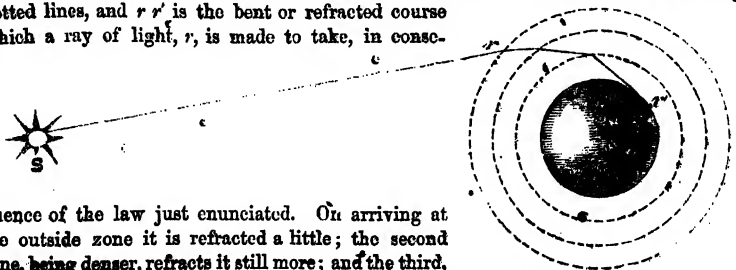 otted lines, and r r' is the bent or refracted course
hich a ray of light, r, is made to take, in conse-
r
r'
S
uence of the law just enunciated. On arriving at
e outside zone it is refracted a little; the second
ne, being denser, refracts it still more; and the third,